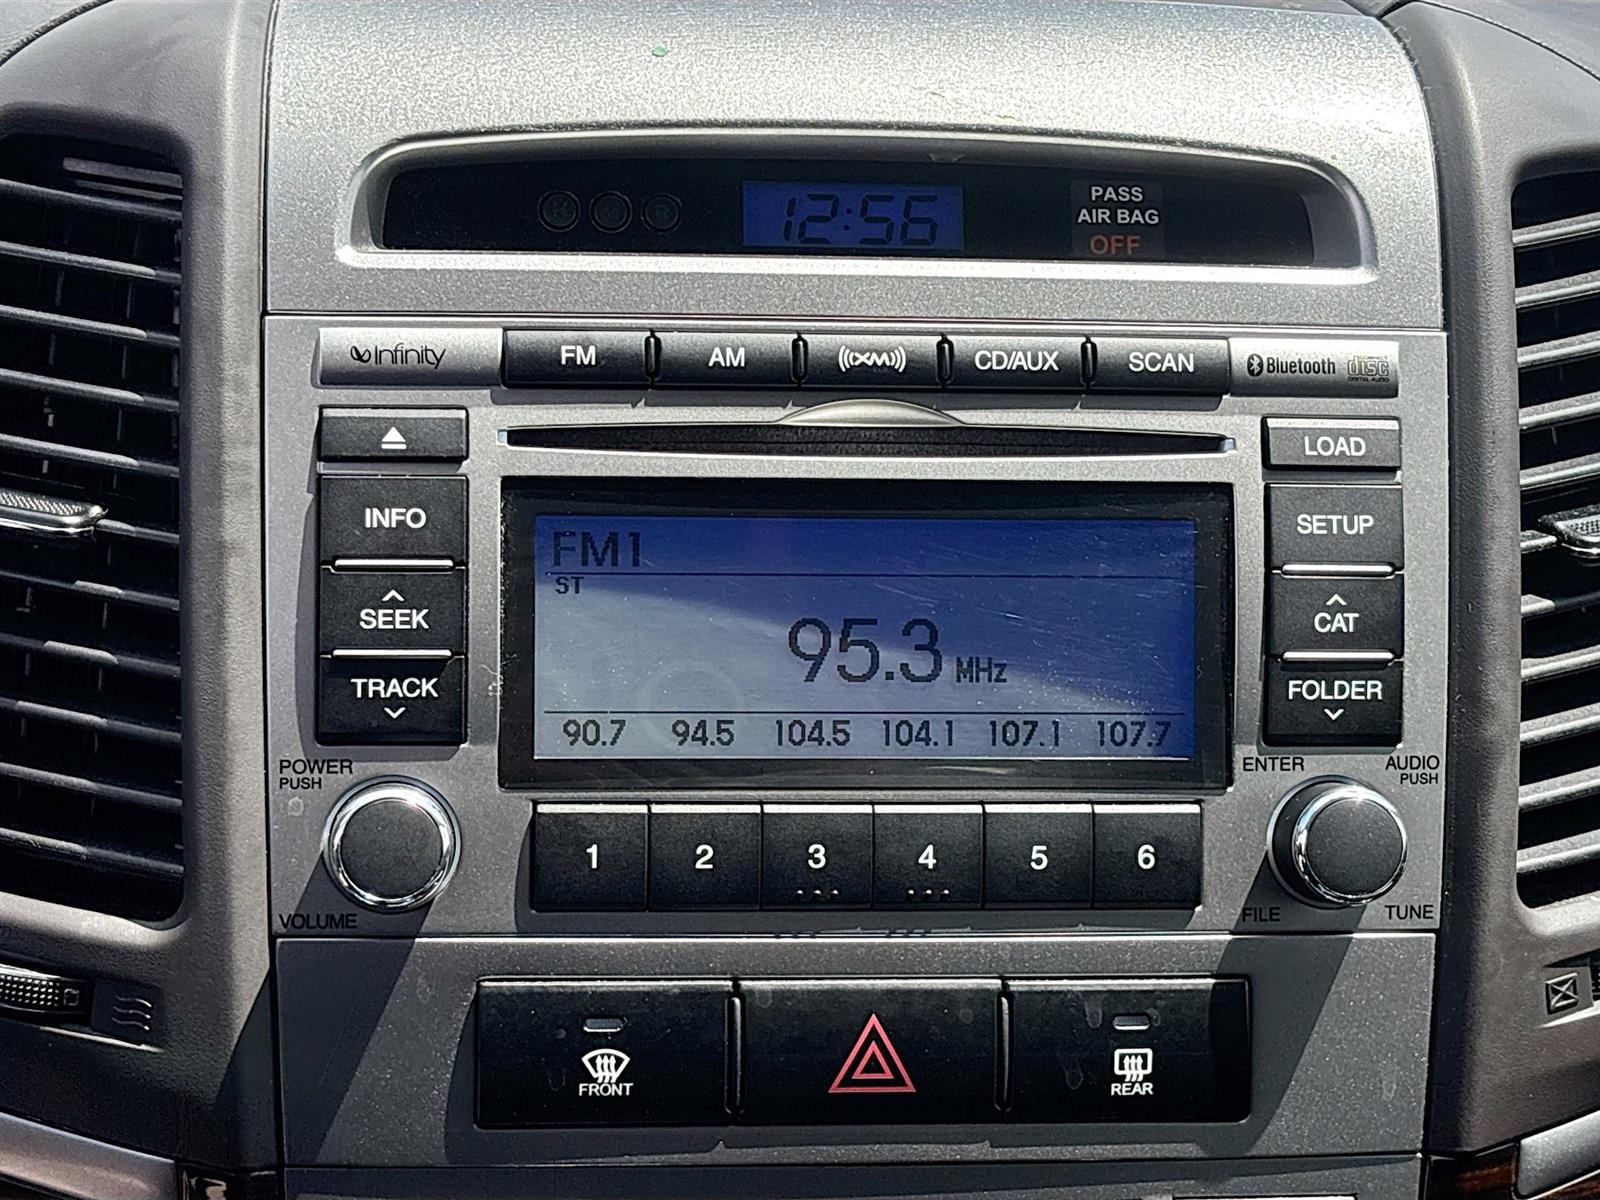 12:56
PASS
AIR BAG
OFF
Infinity
FM
AM
((XM))
CD/AUX
SCAN
Bluetooth
disc
DIGITAL AUDIO
LOAD
INFO
SETUP
SEEK
CAT
TRACK
FOLDER
FM1
ST
95.3 MHz
90.7 94.5 104.5 104.1 107.1 107.7
POWER
PUSH
VOLUME
ENTER
AUDIO
PUSH
FILE
TUNE
1 2 3 4 5 6
FRONT
REAR